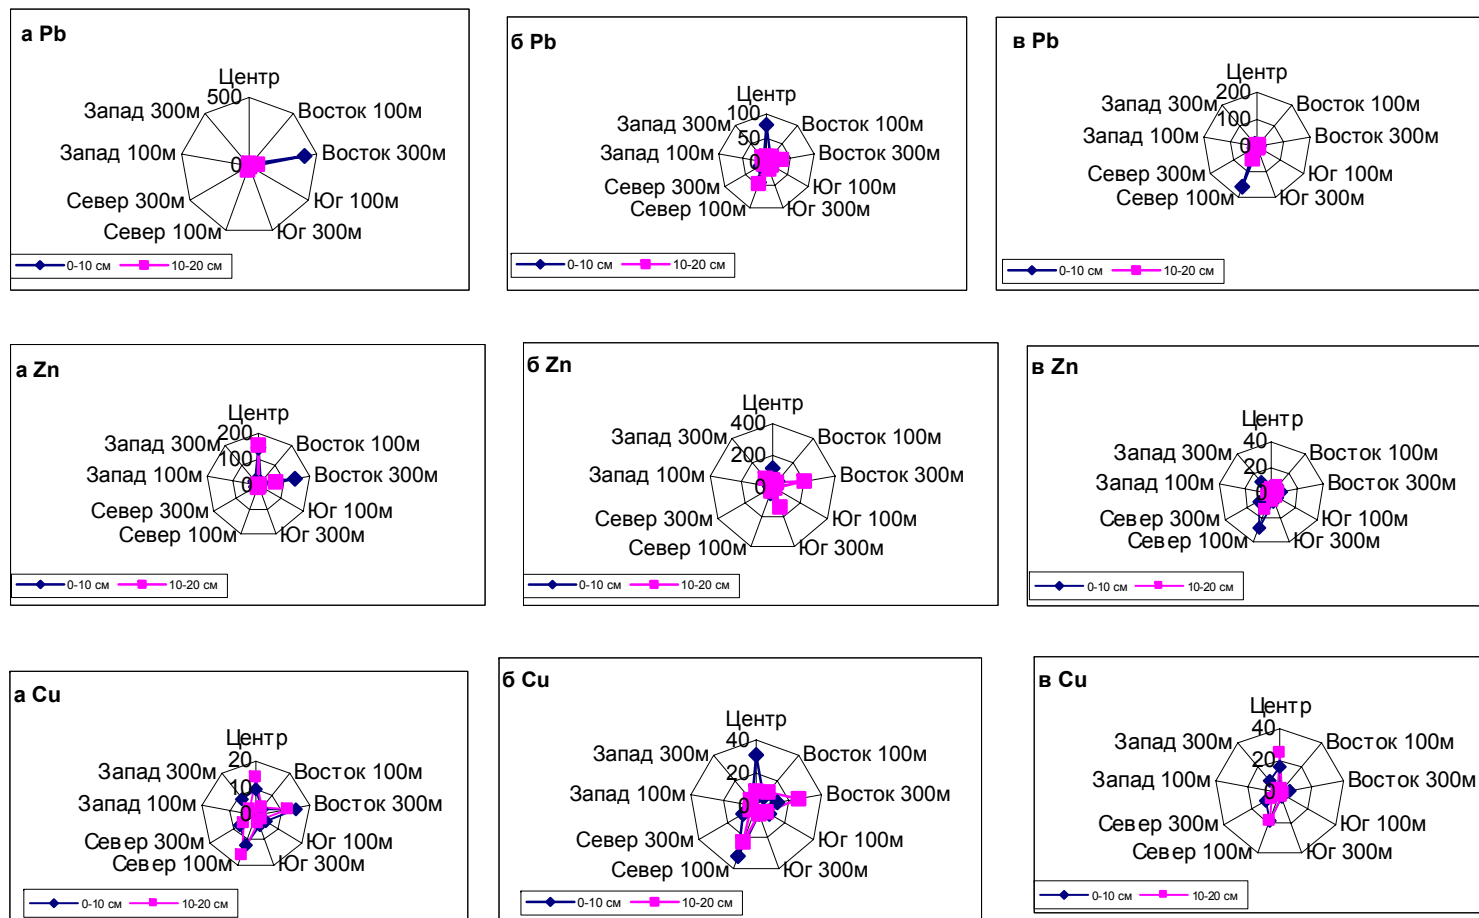 а Pb
Центр
500
Запад 300м
Восток 100м
Запад 100м
0
Восток 300м
Север 300м
Юг 100м
Север 100м
Юг 300м
0-10 см
10-20 см
б Pb
Центр
100
Запад 300м
Восток 100м
50
Запад 100м
0
Восток 300м
Север 300м
Юг 100м
Север 100м
Юг 300м
0-10 см
10-20 см
в Pb
Центр
200
Запад 300м
Восток 100м
100
Запад 100м
0
Восток 300м
Север 300м
Юг 100м
Север 100м
Юг 300м
0-10 см
10-20 см
а Zn
Центр
200
Запад 300м
Восток 100м
100
Запад 100м
0
Восток 300м
Север 300м
Юг 100м
Север 100м
Юг 300м
0-10 см
10-20 см
б Zn
Центр
400
Запад 300м
Восток 100м
200
Запад 100м
0
Восток 300м
Север 300м
Юг 100м
Север 100м
Юг 300м
0-10 см
10-20 см
в Zn
Центр
40
Запад 300м
Восток 100м
20
Запад 100м
0
Восток 300м
Север 300м
Юг 100м
Север 100м
Юг 300м
0-10 см
10-20 см
а Cu
Центр
20
Запад 300м
Восток 100м
10
Запад 100м
0
Восток 300м
Север 300м
Юг 100м
Север 100м
Юг 300м
0-10 см
10-20 см
б Cu
Центр
40
Запад 300м
Восток 100м
20
Запад 100м
0
Восток 300м
Север 300м
Юг 100м
Север 100м
Юг 300м
0-10 см
10-20 см
в Cu
Центр
40
Запад 300м
Восток 100м
20
Запад 100м
0
Восток 300м
Север 300м
Юг 100м
Север 100м
Юг 300м
0-10 см
10-20 см